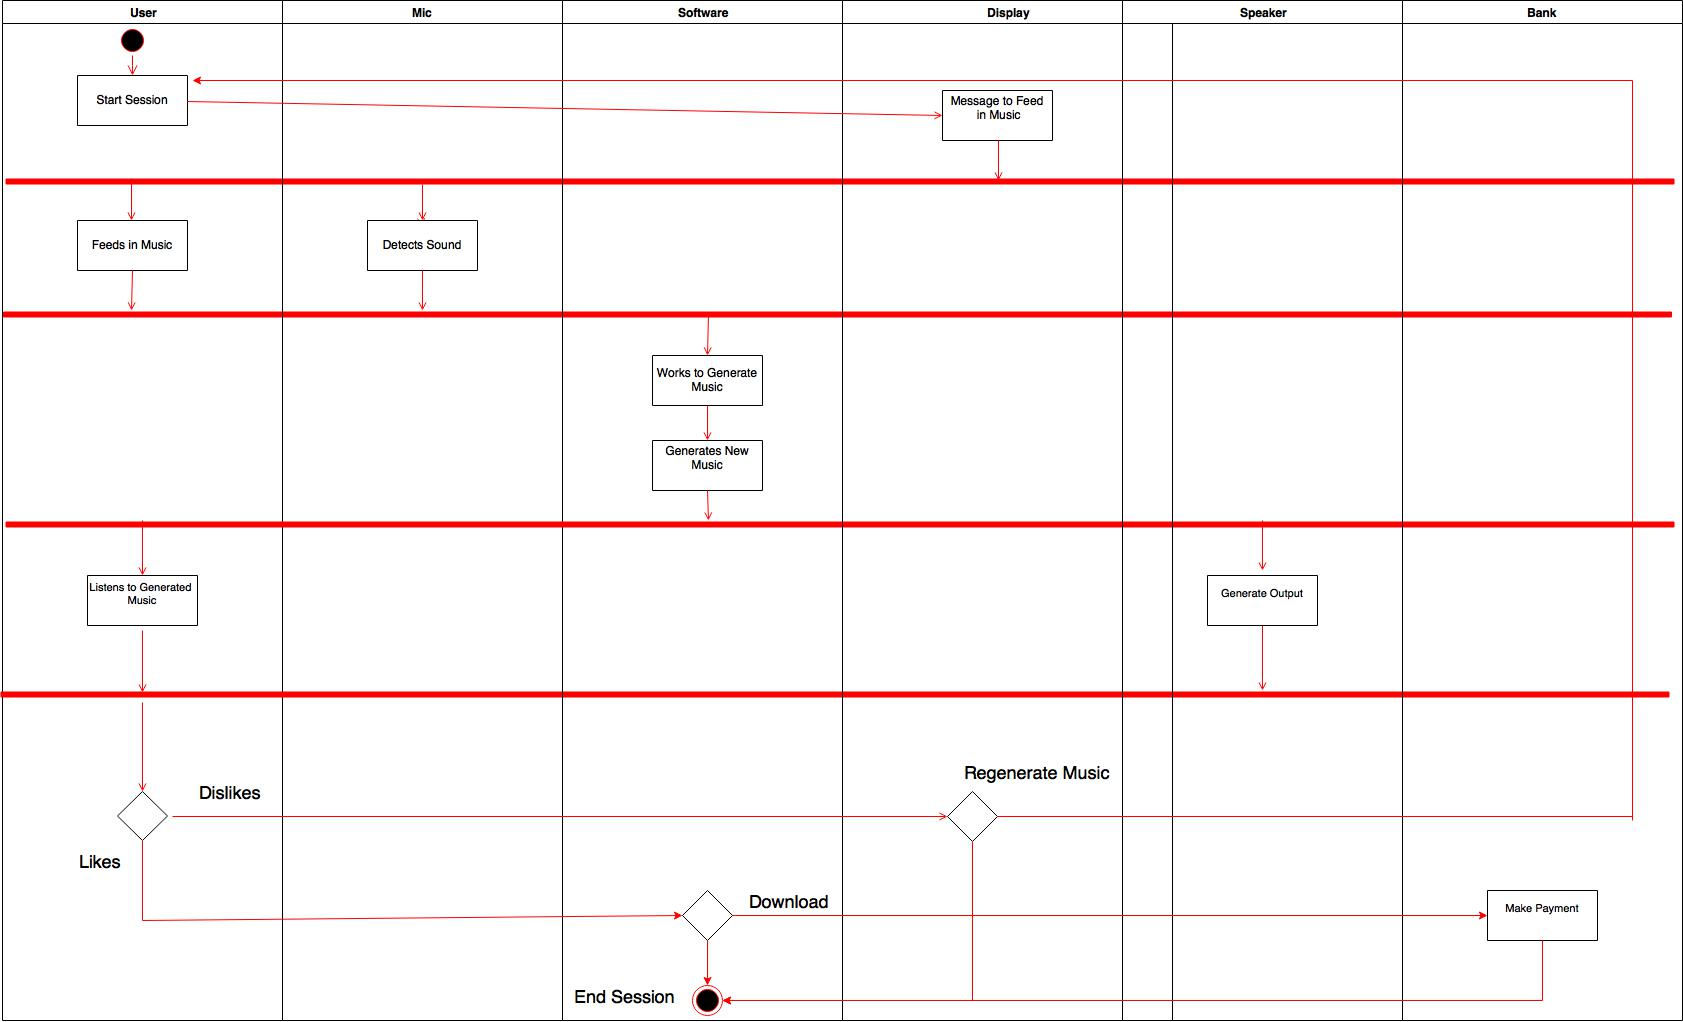 User
Mic
Software
Display
Speaker
Bank
Start Session
Message to Feed
in Music
Feeds in Music
Detects Sound
Works to Generate
Music
Generates New
Music
Listens to Generated
Music
Generate Output
Regenerate Music
Dislikes
Likes
Download
Make Payment
End Session